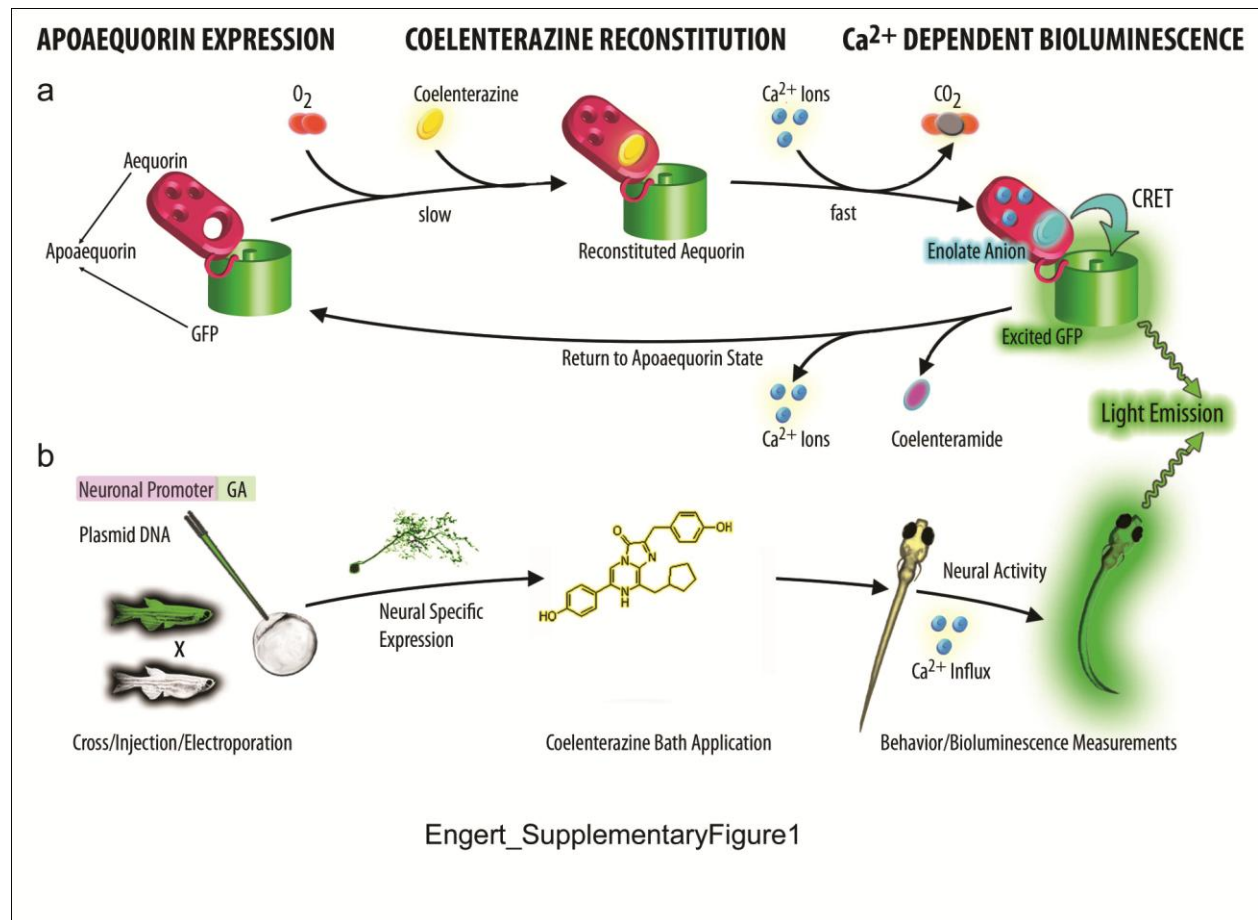 APOAEQUORIN EXPRESSION
COELENTERAZINE RECONSTITUTION
Ca2+ DEPENDENT BIOLUMINESCENCE
a
O2
Coelenterazine
Ca2+ Ions
CO2
Aequorin
Apoaequorin
GFP
slow
Reconstituted Aequorin
fast
Enolate Anion
CRET
Excited GFP
Return to Apoaequorin State
Ca2+ Ions
Coelenteramide
Light Emission
b
Neuronal Promoter GA
Plasmid DNA
X
Cross/Injection/Electroporation
Neural Specific
Expression
O
OH
N
N
N
H
HO
Coelenterazine Bath Application
Neural Activity
Ca2+ Influx
Behavior/Bioluminescence Measurements
Engert_SupplementaryFigure1